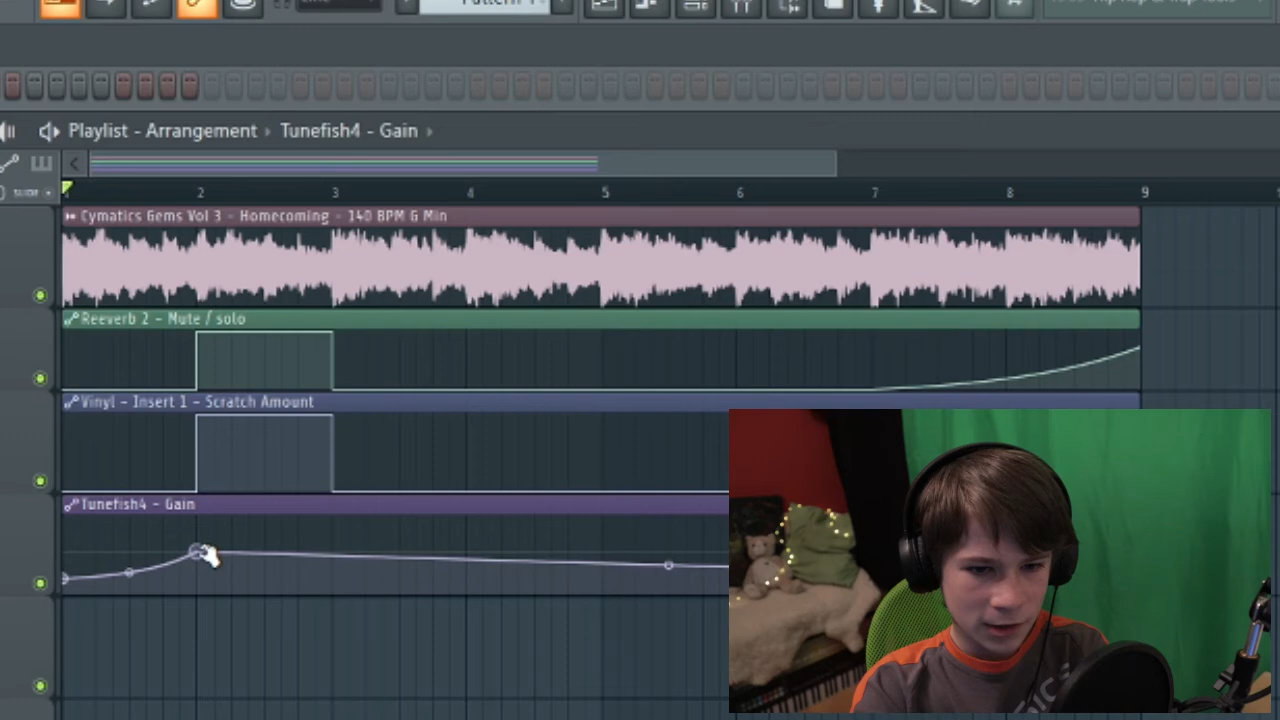 Playlist - Arrangement › Tunefish4 - Gain ›
SLIDE
2 3 4 5 6 7 8 9
Cymatics Gems Vol 3 - Homecoming - 140 BPM G Min
Reeverb 2 - Mute / solo
Vinyl - Insert 1 - Scratch Amount
Tunefish4 - Gain